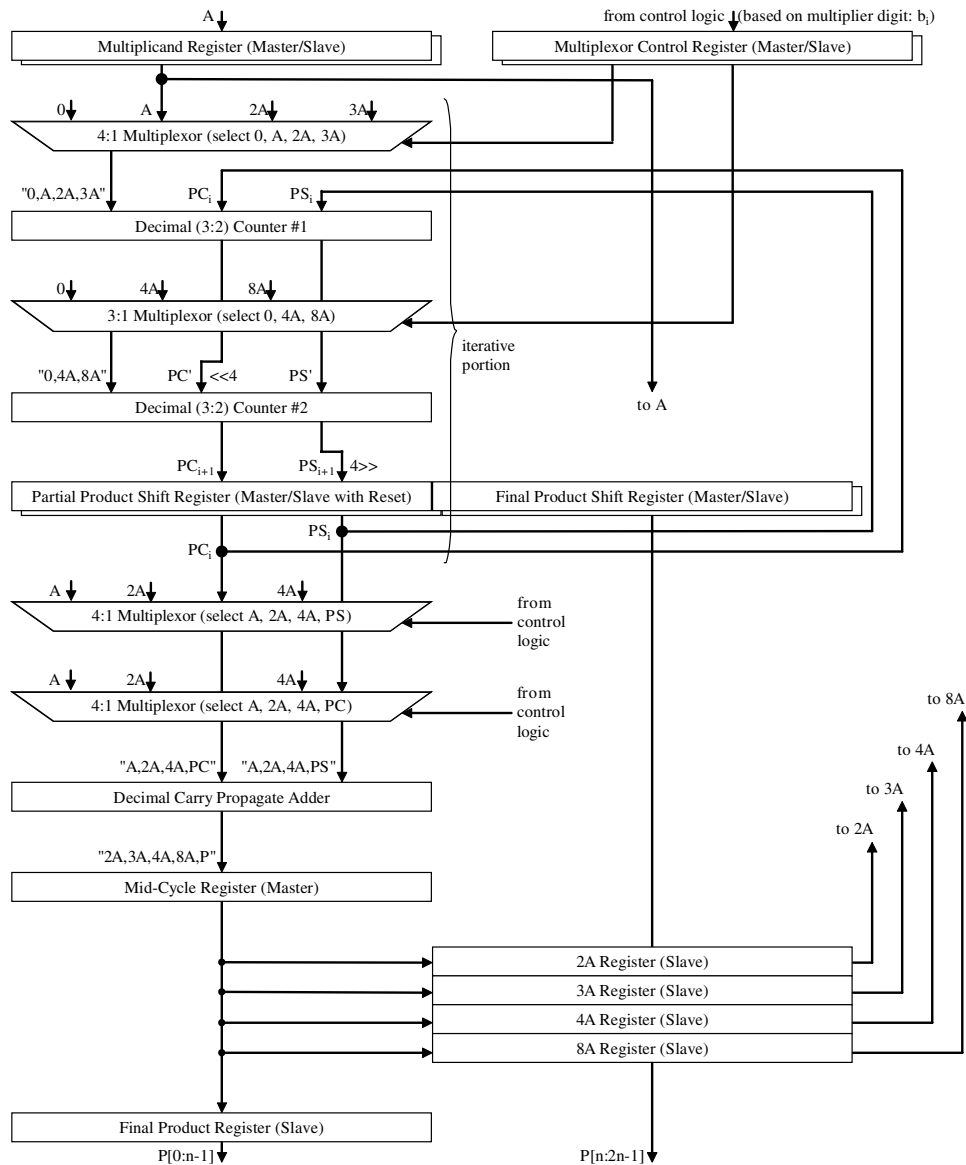 A
from control logic (based on multiplier digit: bᵢ)
Multiplicand Register (Master/Slave)
Multiplexor Control Register (Master/Slave)
0 A 2A 3A
4:1 Multiplexor (select 0, A, 2A, 3A)
"0,A,2A,3A" PCᵢ PSᵢ
Decimal (3:2) Counter #1
0 4A 8A
3:1 Multiplexor (select 0, 4A, 8A)
iterative
portion
"0,4A,8A" PC' <<4 PS'
to A
Decimal (3:2) Counter #2
PCᵢ₊₁ PSᵢ₊₁ 4>>
Partial Product Shift Register (Master/Slave with Reset)
Final Product Shift Register (Master/Slave)
PSᵢ
PCᵢ
A 2A 4A
4:1 Multiplexor (select A, 2A, 4A, PS)
from
control
logic
A 2A 4A
4:1 Multiplexor (select A, 2A, 4A, PC)
from
control
logic
to 8A
to 4A
to 3A
to 2A
"A,2A,4A,PC" "A,2A,4A,PS"
Decimal Carry Propagate Adder
"2A,3A,4A,8A,P"
Mid-Cycle Register (Master)
2A Register (Slave)
3A Register (Slave)
4A Register (Slave)
8A Register (Slave)
Final Product Register (Slave)
P[0:n-1] P[n:2n-1]